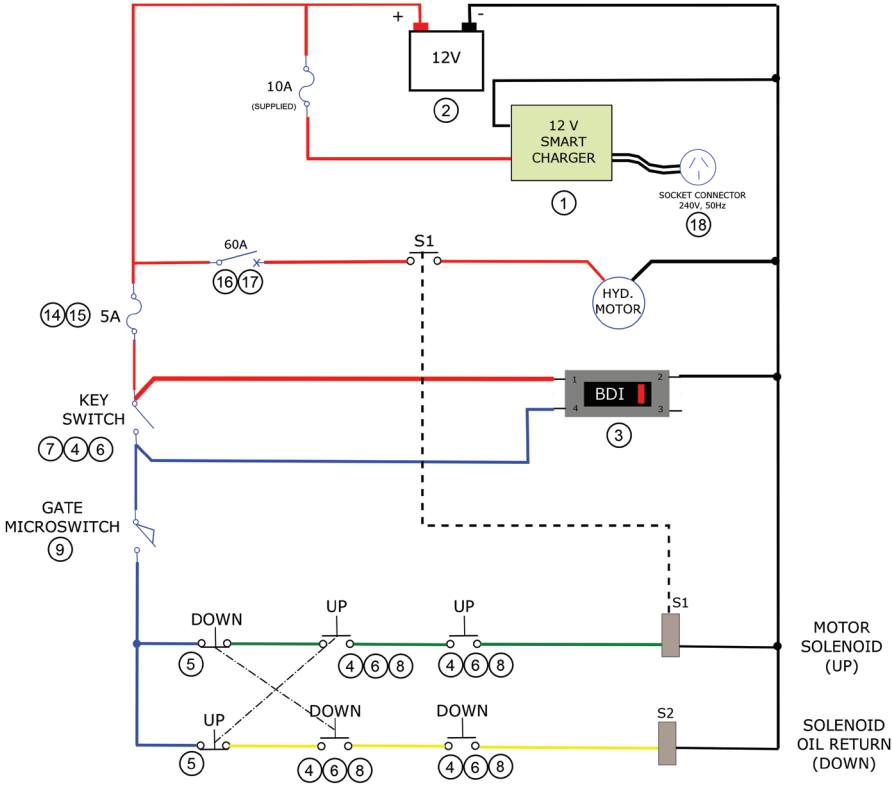 +
-
12V
2
10A
(SUPPLIED)
12 V
SMART
CHARGER
1
SOCKET CONNECTOR
240V, 50Hz
18
60A
16 17
S1
HYD.
MOTOR
14 15 5A
1
2
BDI
4
3
3
KEY
SWITCH
7 4 6
GATE
MICROSWITCH
9
DOWN
5
UP
4 6 8
UP
4 6 8
S1
MOTOR
SOLENOID
(UP)
UP
5
DOWN
4 6 8
DOWN
4 6 8
S2
SOLENOID
OIL RETURN
(DOWN)